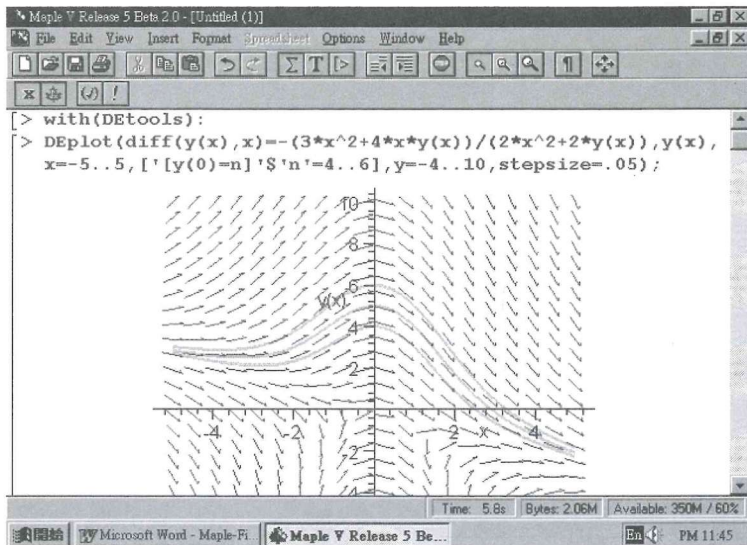 Maple V Release 5 Beta 2.0 - [Untitled (1)]
File Edit View Insert Format Spreadsheet Options Window Help
[> with(DEtools):
[> DEplot(diff(y(x),x)=-(3*x^2+4*x*y(x))/(2*x^2+2*y(x)),y(x),
x=-5..5,['[y(0)=n]'$'n'=4..6],y=-4..10,stepsize=.05);
10
8
6
y(x)
4
2
-4 -2 2 x 4
-2
-4
Time: 5.8s Bytes: 2.06M Available: 350M / 60%
開始 Microsoft Word - Maple-Fi... Maple V Release 5 Be... En PM 11:45